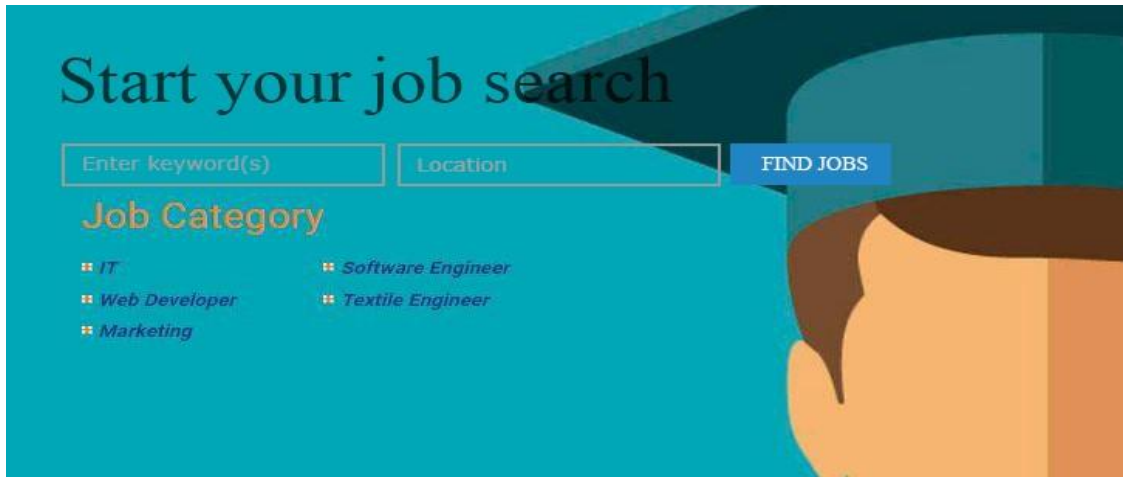 Start your job search
Enter keyword(s) Location FIND JOBS
Job Category
IT Software Engineer
Web Developer Textile Engineer
Marketing